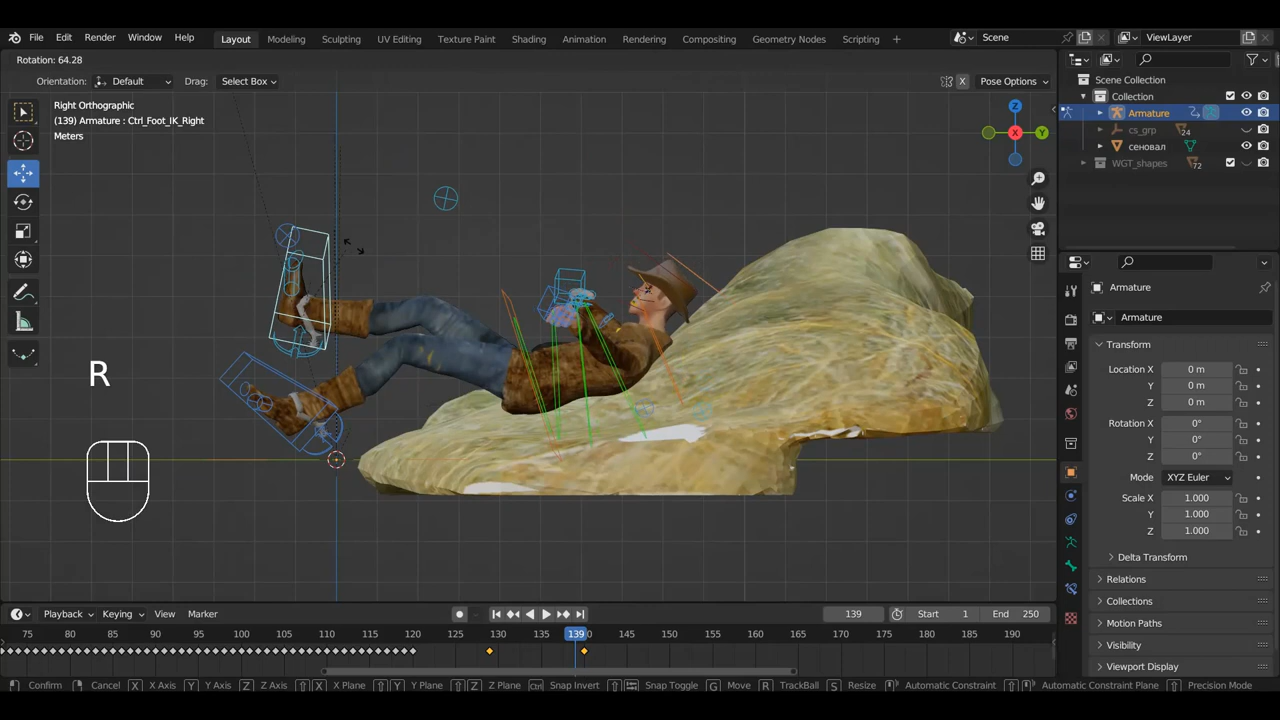 File Edit Render Window Help Layout Modeling Sculpting UV Editing Texture Paint Shading Animation Rendering Compositing Geometry Nodes Scripting + Scene ViewLayer
Rotation: 64.28
Orientation: Default Drag: Select Box X Pose Options
Right Orthographic
(139) Armature : Ctrl_Foot_IK_Right
Meters
Z
X
Y
R
Scene Collection
Collection
Armature
cs_grp 24
сеновал
WGT_shapes 72
Armature
Armature
Transform
Location X 0 m
Y 0 m
Z 0 m
Rotation X 0°
Y 0°
Z 0°
Mode XYZ Euler
Scale X 1.000
Y 1.000
Z 1.000
Delta Transform
Relations
Collections
Motion Paths
Visibility
Viewport Display
Playback Keying View Marker 139 Start 1 End 250
75 80 85 90 95 100 105 110 115 120 125 130 135 139 145 150 155 160 165 170 175 180 185 190
Confirm Cancel X X Axis Y Y Axis Z Z Axis X X Plane Y Y Plane Z Z Plane Ctrl Snap Invert Snap Toggle G Move R TrackBall S Resize Automatic Constraint Automatic Constraint Plane Precision Mode